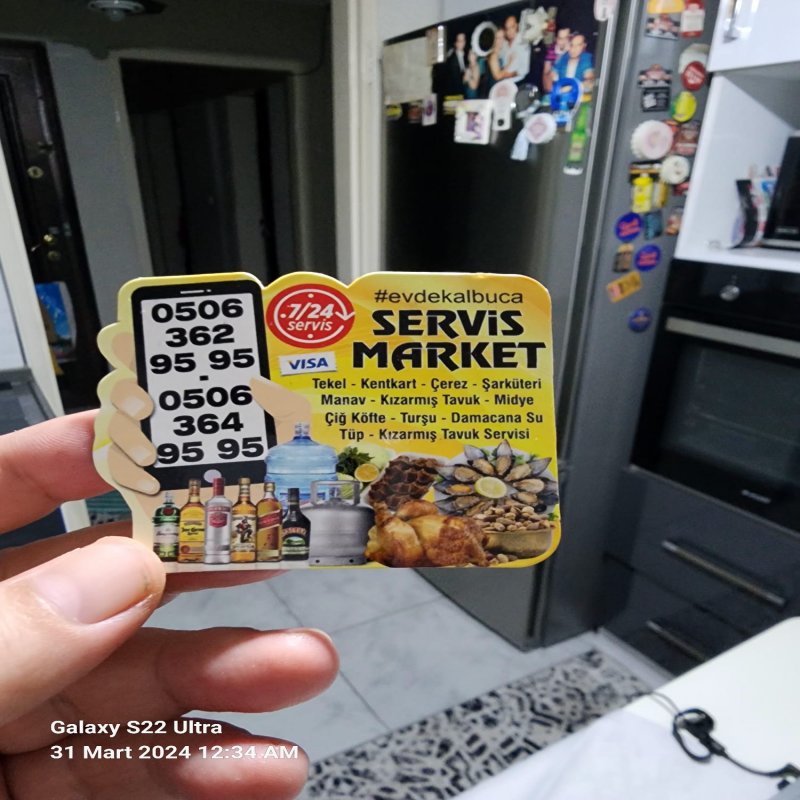 0506
362
95 95
-
0506
364
95 95
7/24
servis
VISA
#evdekalbuca
SERViS
MARKET
Tekel - Kentkart - Çerez - Şarküteri
Manav - Kızarmış Tavuk - Midye
Çiğ Köfte - Turşu - Damacana Su
Tüp - Kızarmış Tavuk Servisi
Galaxy S22 Ultra
31 Mart 2024 12:34 AM